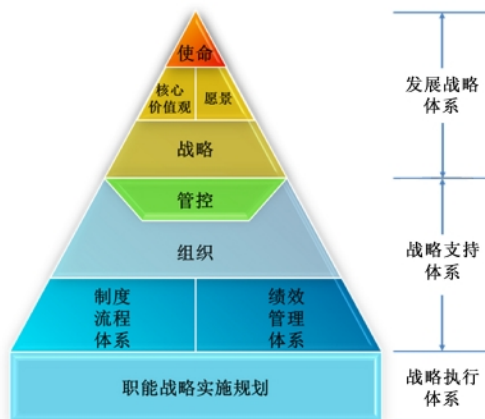 使命
核心
价值观
愿景
战略
管控
组织
制度
流程
体系
绩效
管理
体系
职能战略实施规划
发展战略
体系
战略支持
体系
战略执行
体系